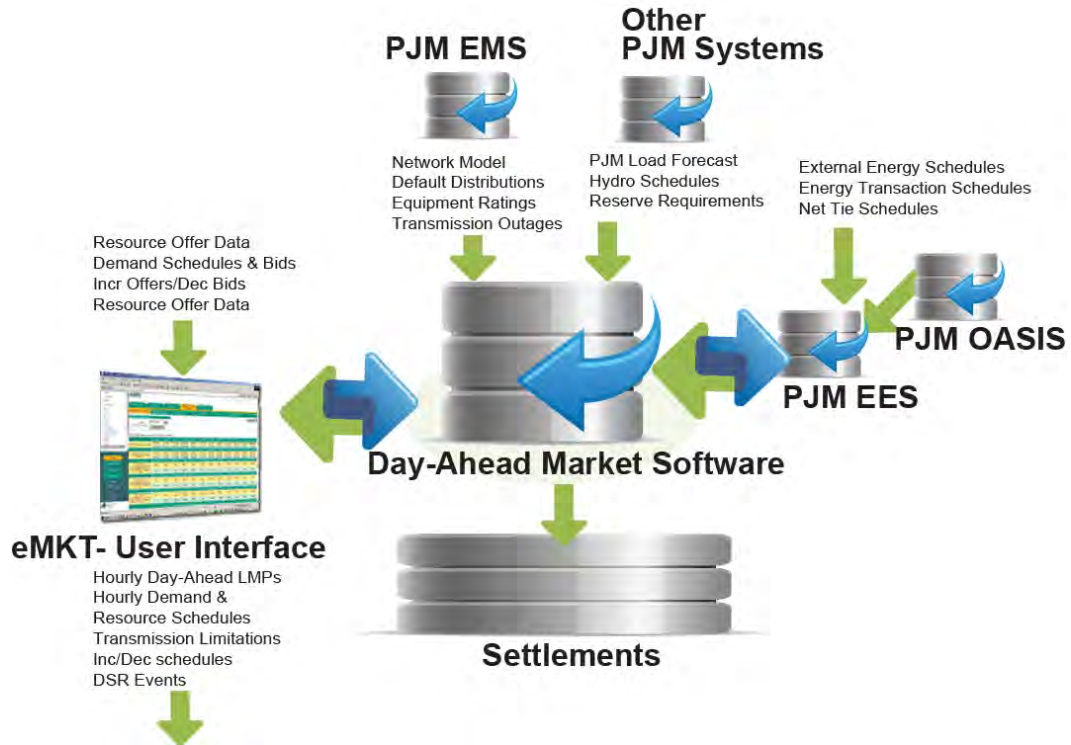 PJM EMS
Other
PJM Systems
Network Model
Default Distributions
Equipment Ratings
Transmission Outages
PJM Load Forecast
Hydro Schedules
Reserve Requirements
External Energy Schedules
Energy Transaction Schedules
Net Tie Schedules
Resource Offer Data
Demand Schedules & Bids
Incr Offers/Dec Bids
Resource Offer Data
PJM OASIS
PJM EES
Day-Ahead Market Software
eMKT- User Interface
Hourly Day-Ahead LMPs
Hourly Demand &
Resource Schedules
Transmission Limitations
Inc/Dec schedules
DSR Events
Settlements